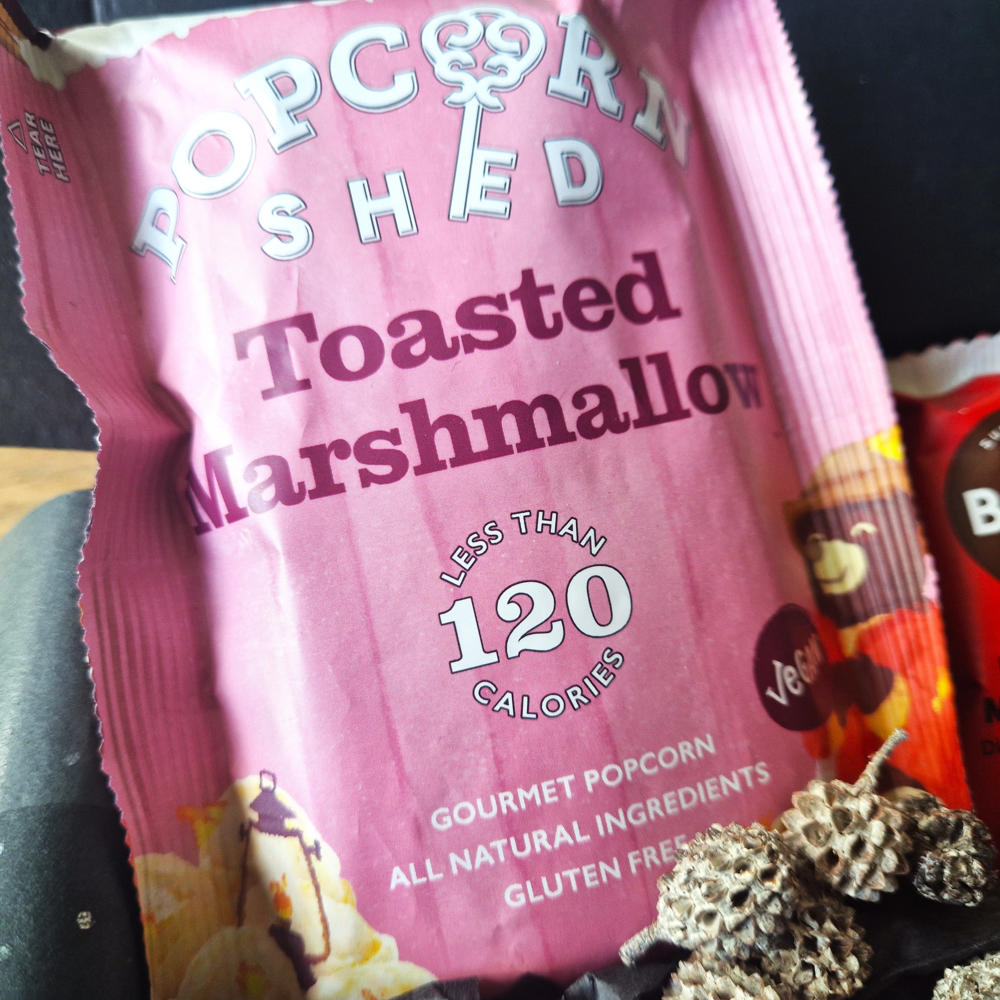 TEAR
HERE
POPCORN
SHED
Toasted
Marshmallow
LESS THAN
120
CALORIES
VeGAN
GOURMET POPCORN
ALL NATURAL INGREDIENTS
GLUTEN FREE
B